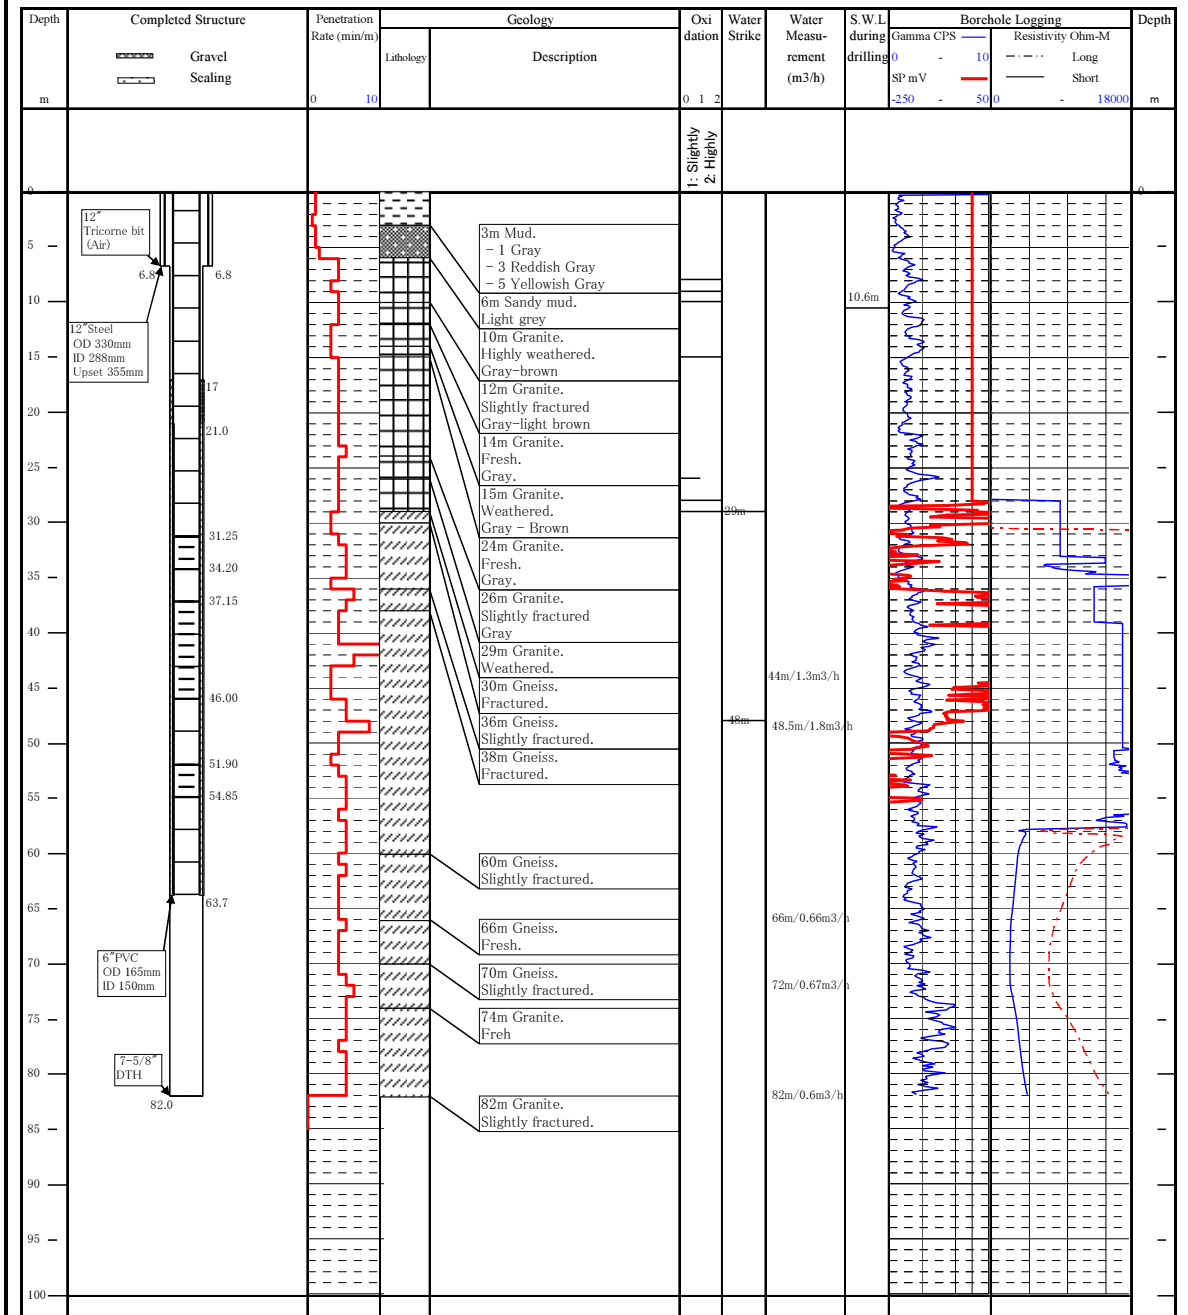 Depth
Completed Structure
Gravel
Sealing
m
Penetration
Rate (min/m)
0 10
Geology
Lithology
Description
Oxi
dation
0 1 2
Water
Strike
Water
Measu-
rement
(m3/h)
S.W.L
during
drilling
Borehole Logging
Gamma CPS
0 - 10
SP mV
-250 - 50
Resistivity Ohm-M
Long
Short
0 - 18000
Depth
m
1: Slightly
2: Highly
0
5
10
15
20
25
30
35
40
45
50
55
60
65
70
75
80
85
90
95
100
12"
Tricorne bit
(Air)
6.8
6.8
12"Steel
OD 330mm
ID 288mm
Upset 355mm
17
21.0
31.25
34.20
37.15
46.00
51.90
54.85
63.7
6"PVC
OD 165mm
ID 150mm
7-5/8"
DTH
82.0
3m Mud.
- 1 Gray
- 3 Reddish Gray
- 5 Yellowish Gray
6m Sandy mud.
Light grey
10m Granite.
Highly weathered.
Gray-brown
12m Granite.
Slightly fractured
Gray-light brown
14m Granite.
Fresh.
Gray.
15m Granite.
Weathered.
Gray - Brown
24m Granite.
Fresh.
Gray.
26m Granite.
Slightly fractured
Gray
29m Granite.
Weathered.
30m Gneiss.
Fractured.
36m Gneiss.
Slightly fractured.
38m Gneiss.
Fractured.
60m Gneiss.
Slightly fractured.
66m Gneiss.
Fresh.
70m Gneiss.
Slightly fractured.
74m Granite.
Freh
82m Granite.
Slightly fractured.
29m
48m
44m/1.3m3/h
48.5m/1.8m3/h
66m/0.66m3/h
72m/0.67m3/h
82m/0.6m3/h
10.6m
0